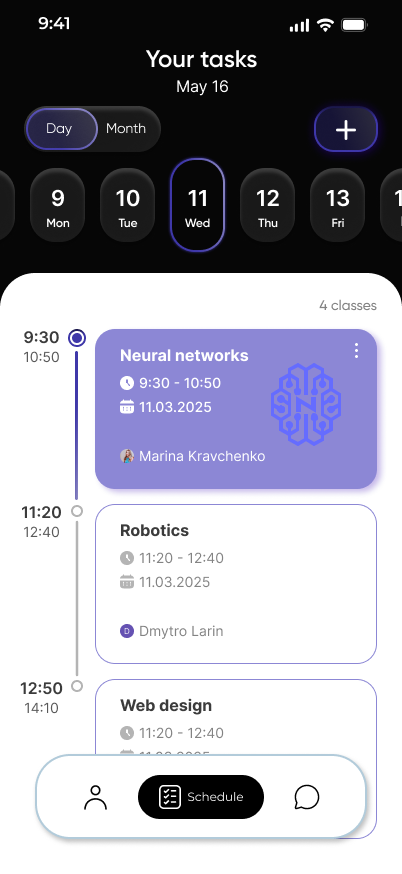 9:41
Your tasks
May 16
Day Month
9 10 11 12 13
Mon Tue Wed Thu Fri
4 classes
9:30
10:50
Neural networks
9:30 - 10:50
11.03.2025
SNS
Marina Kravchenko
11:20
12:40
Robotics
11:20 - 12:40
11.03.2025
D Dmytro Larin
12:50
14:10
Web design
11:20 - 12:40
Schedule